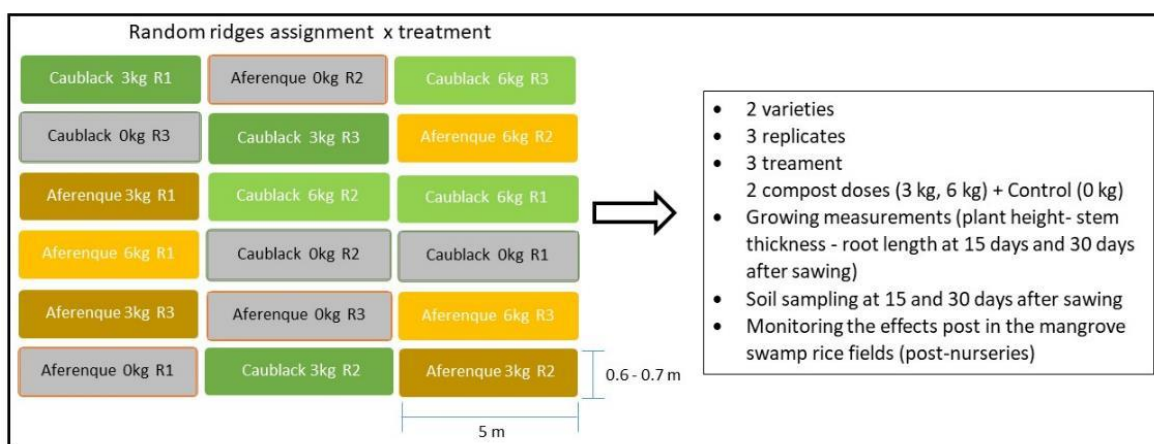 Random ridges assignment x treatment
Caublack 3kg R1
Aferenque 0kg R2
Caublack 6kg R3
Caublack 0kg R3
Caublack 3kg R3
Aferenque 6kg R2
Aferenque 3kg R1
Caublack 6kg R2
Caublack 6kg R1
Aferenque 6kg R1
Caublack 0kg R2
Caublack 0kg R1
Aferenque 3kg R3
Aferenque 0kg R3
Aferenque 6kg R3
Aferenque 0kg R1
Caublack 3kg R2
Aferenque 3kg R2
0.6 - 0.7 m
5 m
• 2 varieties
• 3 replicates
• 3 treament
2 compost doses (3 kg, 6 kg) + Control (0 kg)
• Growing measurements (plant height- stem
thickness - root length at 15 days and 30 days
after sawing)
• Soil sampling at 15 and 30 days after sawing
• Monitoring the effects post in the mangrove
swamp rice fields (post-nurseries)